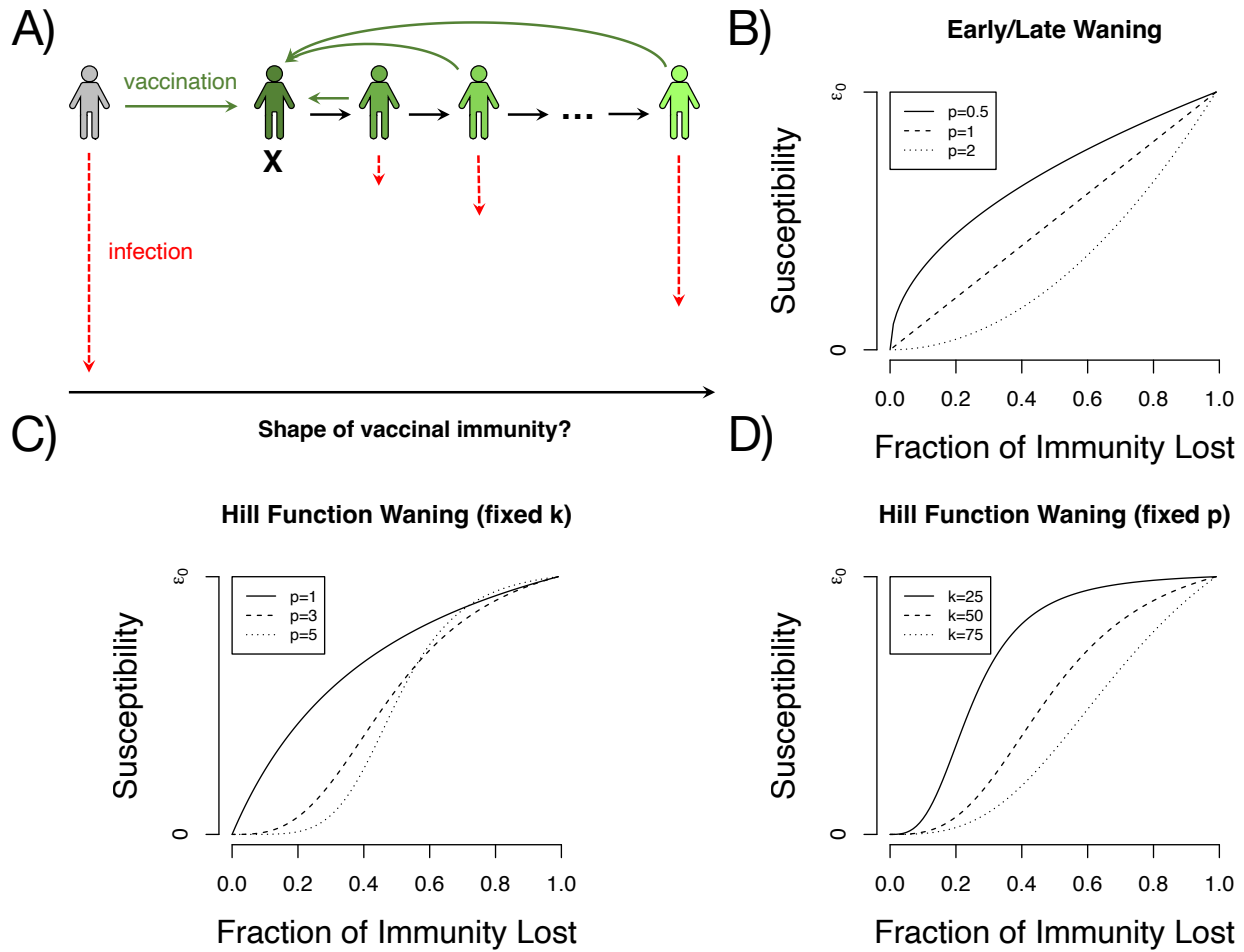 A)
vaccination
...
X
infection
Shape of vaccinal immunity?
B)
Early/Late Waning
p=0.5
p=1
p=2
Susceptibility
ε0
0
0.0 0.2 0.4 0.6 0.8 1.0
Fraction of Immunity Lost
C)
Hill Function Waning (fixed k)
p=1
p=3
p=5
Susceptibility
ε0
0
0.0 0.2 0.4 0.6 0.8 1.0
Fraction of Immunity Lost
D)
Hill Function Waning (fixed p)
k=25
k=50
k=75
Susceptibility
ε0
0
0.0 0.2 0.4 0.6 0.8 1.0
Fraction of Immunity Lost